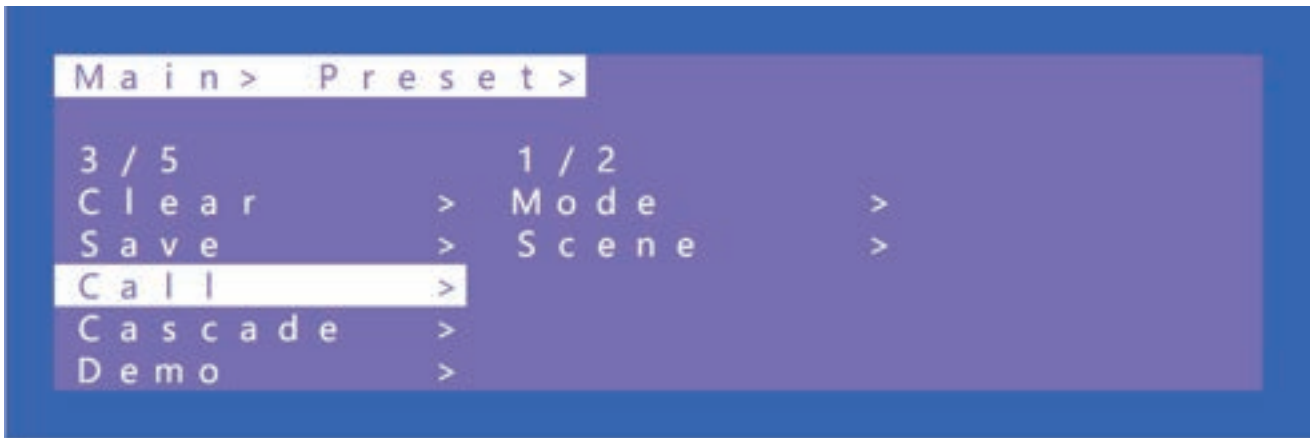 Main> Preset>
3/5 1/2
Clear > Mode >
Save > Scene >
Call >
Cascade >
Demo >